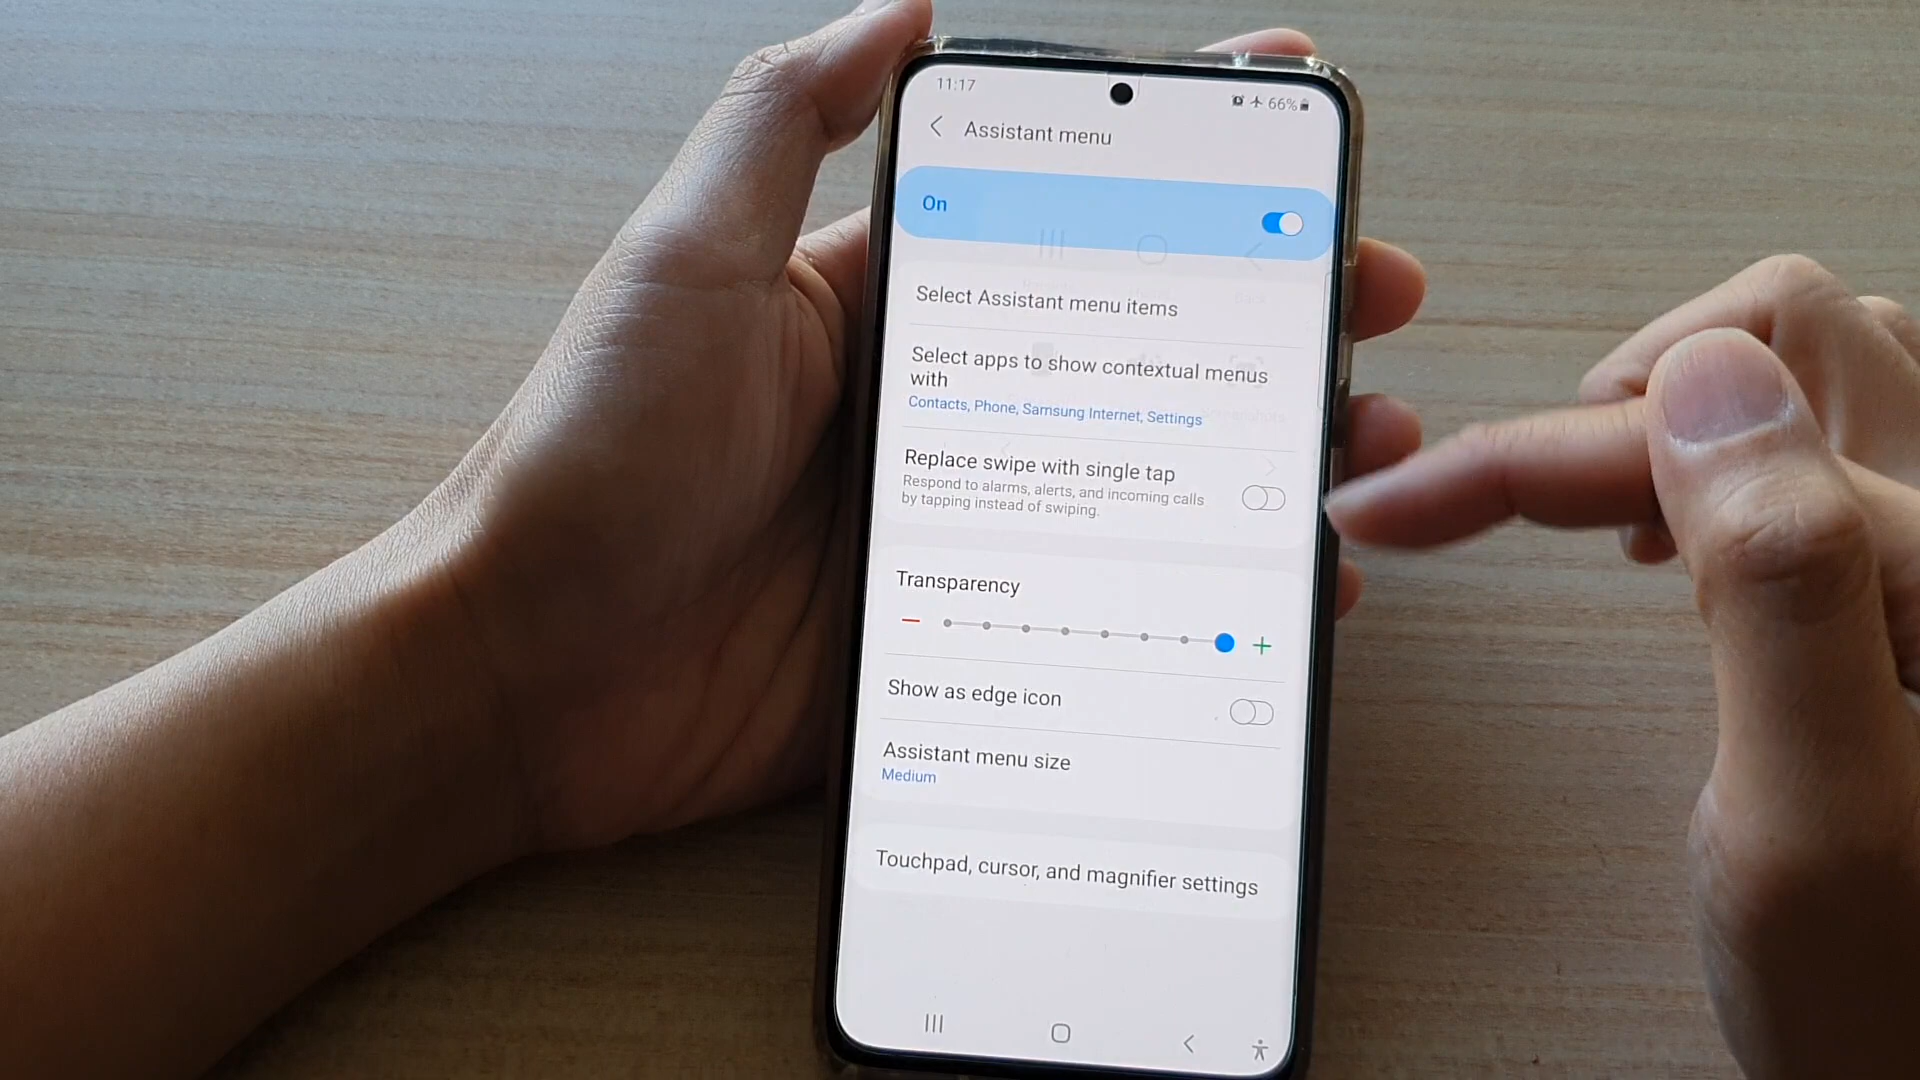 11:17
66%
Assistant menu
On
Select Assistant menu items
Select apps to show contextual menus
with
Contacts, Phone, Samsung Internet, Settings
Replace swipe with single tap
Respond to alarms, alerts, and incoming calls
by tapping instead of swiping.
Transparency
Show as edge icon
Assistant menu size
Medium
Touchpad, cursor, and magnifier settings